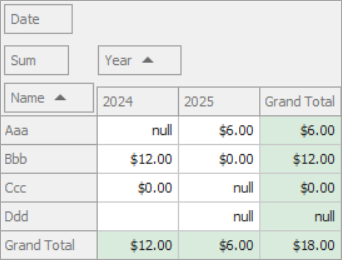 Date
Sum Year
Name 2024 2025 Grand Total
Aaa null $6.00 $6.00
Bbb $12.00 $0.00 $12.00
Ccc $0.00 null $0.00
Ddd null null
Grand Total $12.00 $6.00 $18.00